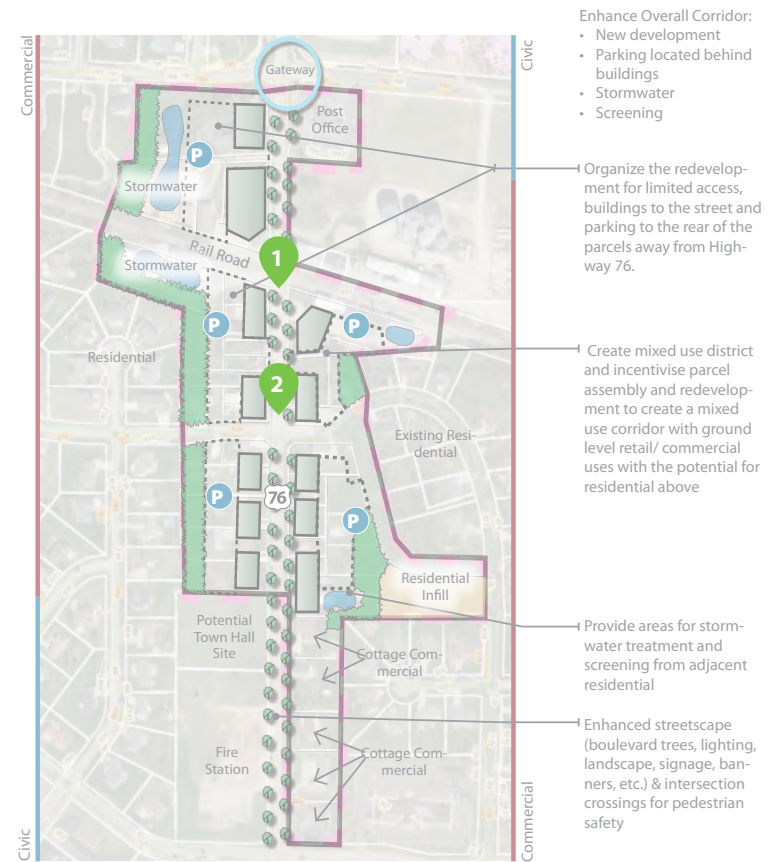 Enhance Overall Corridor:
• New development
• Parking located behind
buildings
• Stormwater
• Screening
Commercial
Civic
Gateway
Post
Office
P
Stormwater
Organize the redevelop-
ment for limited access,
buildings to the street and
parking to the rear of the
parcels away from High-
way 76.
Rail Road
1
Stormwater
P
P
Residential
2
Create mixed use district
and incentivise parcel
assembly and redevelop-
ment to create a mixed
use corridor with ground
level retail/ commercial
uses with the potential for
residential above
Existing Resi-
dential
P
76
P
Residential
Infill
Potential
Town Hall
Site
Cottage Com-
mercial
Provide areas for storm-
water treatment and
screening from adjacent
residential
Fire
Station
Cottage Com-
mercial
Enhanced streetscape
(boulevard trees, lighting,
landscape, signage, ban-
ners, etc.) & intersection
crossings for pedestrian
safety
Civic
Commercial